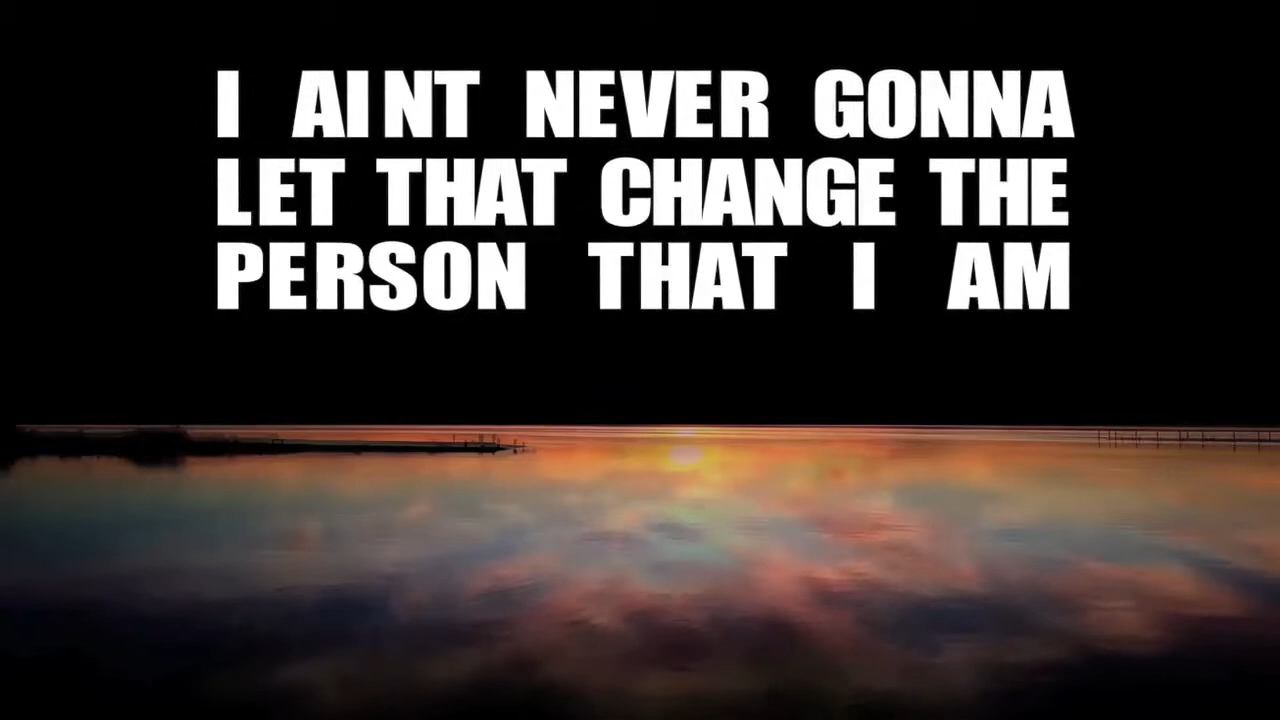 I AINT NEVER GONNA
LET THAT CHANGE THE
PERSON THAT I AM